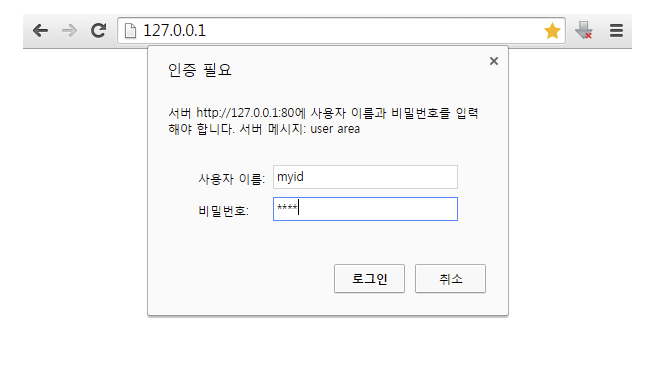 127.0.0.1
인증 필요
서버 http://127.0.0.1:80에 사용자 이름과 비밀번호를 입력
해야 합니다. 서버 메시지: user area
사용자 이름: myid
비밀번호: ****
로그인 취소